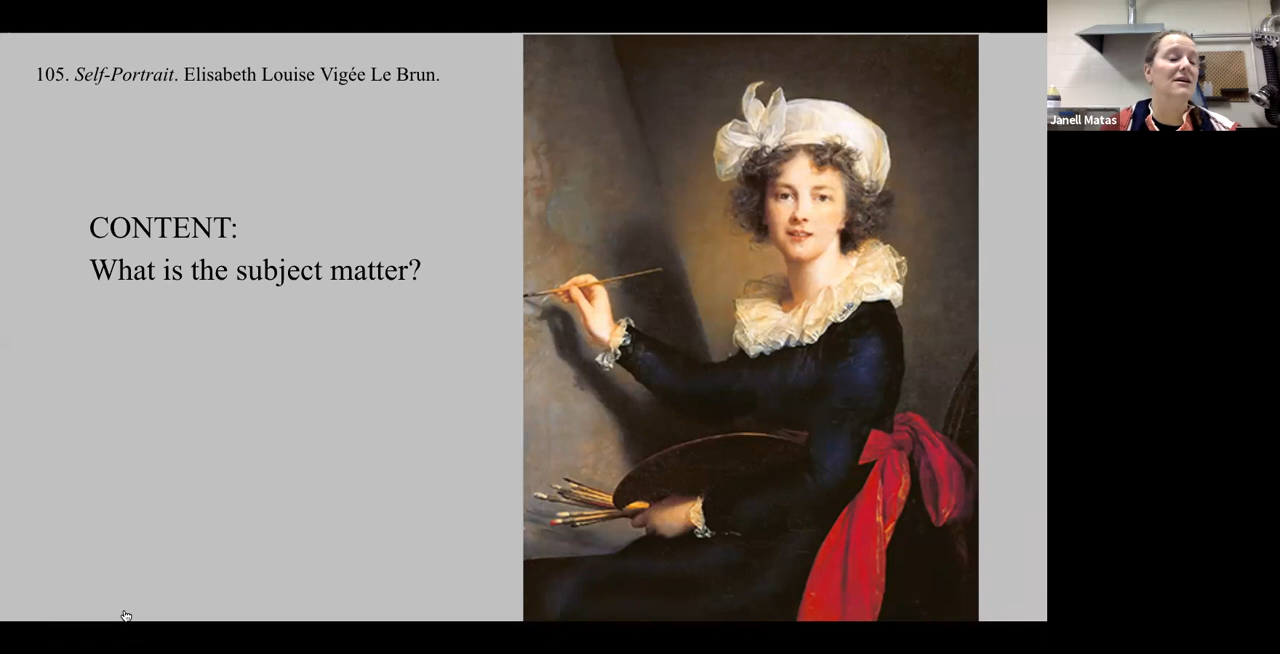 105. Self-Portrait. Elisabeth Louise Vigée Le Brun.
CONTENT:
What is the subject matter?
Janell Matas